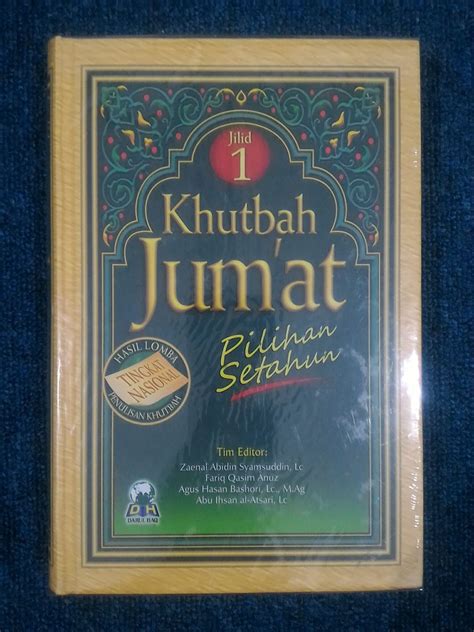 Jilid
1
Khutbah
Jum'at
Pilihan
Setahun
HASIL LOMBA
TINGKAT
NASIONAL
PENULISAN KHUTBAH
Tim Editor:
Zaenal Abidin Syamsuddin, Lc
Fariq Qasim Anuz
Agus Hasan Bashori, Lc., M.Ag
Abu Ihsan al-Atsari, Lc
DH
DARUL HAQ